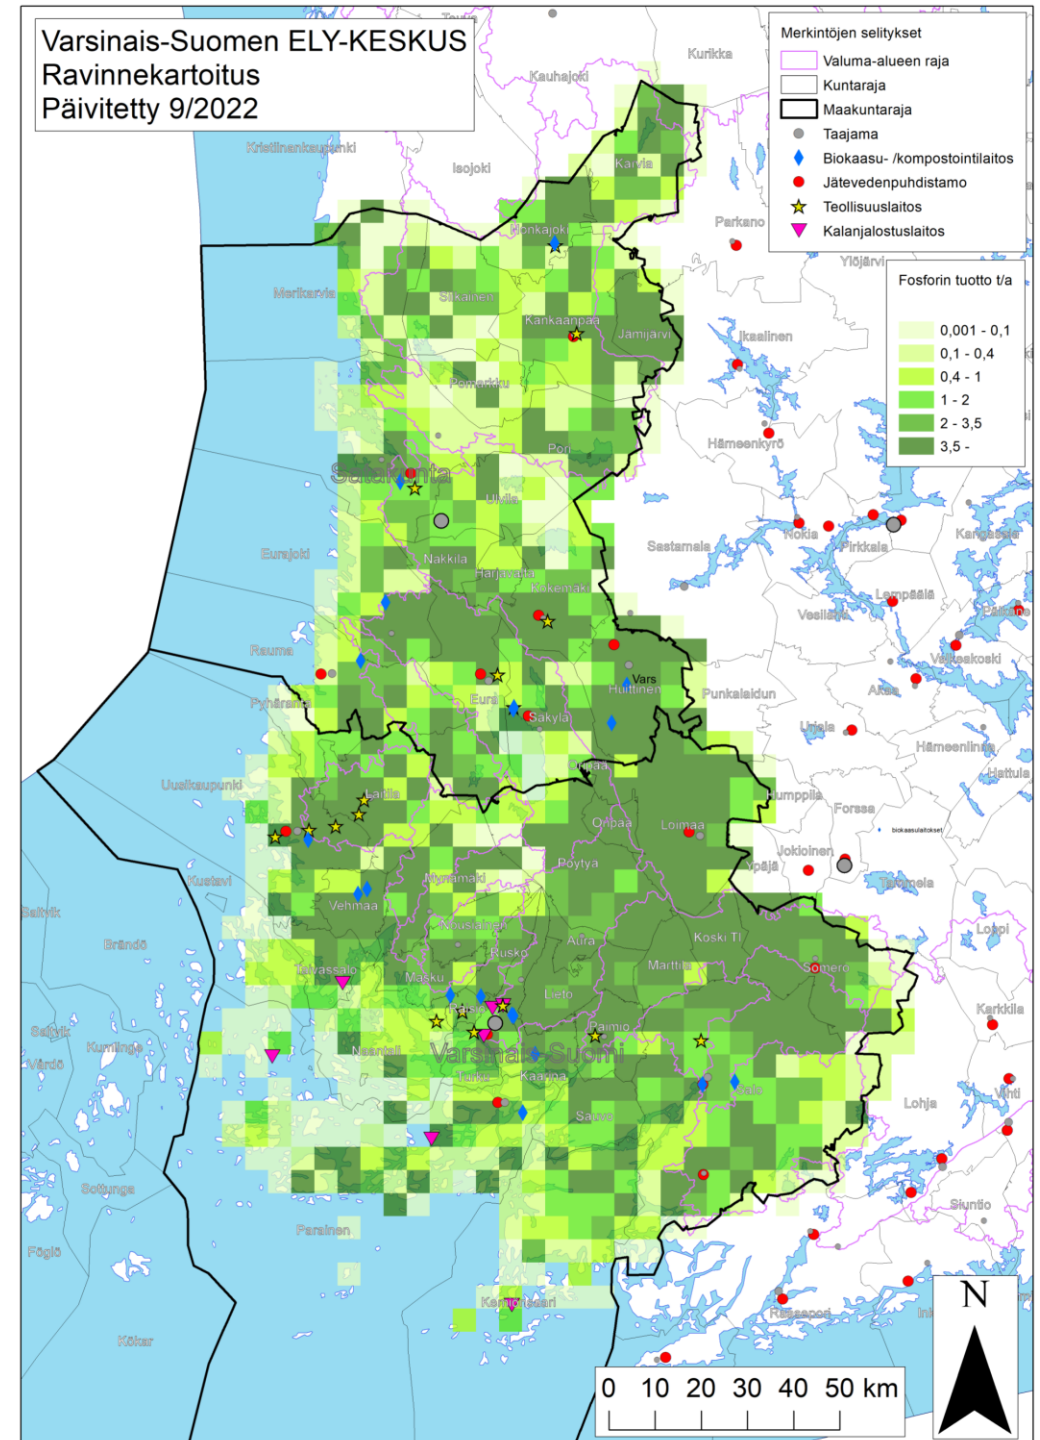 Varsinais-Suomen ELY-KESKUS
Ravinnekartoitus
Päivitetty 9/2022
Merkintöjen selitykset
Valuma-alueen raja
Kuntaraja
Maakuntaraja
Taajama
Biokaasu- /kompostointilaitos
Jätevedenpuhdistamo
Teollisuuslaitos
Kalanjalostuslaitos
Fosforin tuotto t/a
0,001 - 0,1
0,1 - 0,4
0,4 - 1
1 - 2
2 - 3,5
3,5 -
Kurikka
Kauhajoki
Kristiinankaupunki
Isojoki
Karvia
Parkano
Honkajoki
Ylöjärvi
Merikarvia
Siikainen
Kankaanpää
Jämijärvi
Ikaalinen
Pomarkku
Hämeenkyrö
Pori
Satakunta
Ulvila
Nokia
Pirkkala
Kangasala
Eurajoki
Sastamala
Nakkila
Harjavalta
Kokemäki
Lempäälä
Vesilahti
Pälkäne
Rauma
Valkeakoski
Vars
Huittinen
Punkalaidun
Akaa
Eura
Pyhäranta
Säkylä
Urjala
Hämeenlinna
Oripää
Hattula
Uusikaupunki
Laitila
Humppila
Forssa
Oripää
Loimaa
biokaasulaitokset
Jokioinen
Ypäjä
Pöytyä
Mynämäki
Tammela
Kustavi
Vehmaa
Saltvik
Nousiainen
Loppi
Brändö
Rusko
Aura
Koski Tl
Marttila
Somero
Taivassalo
Masku
Lieto
Karkkila
Saltvik
Kumlinge
Vårdö
Paimio
Naantali
Varsinais-Suomi
Turku
Kaarina
Salo
Vihti
Lohja
Sauvo
Sottunga
Siuntio
Parainen
Föglö
Kemiönsaari
Raasepori
Kökar
N
0 10 20 30 40 50 km